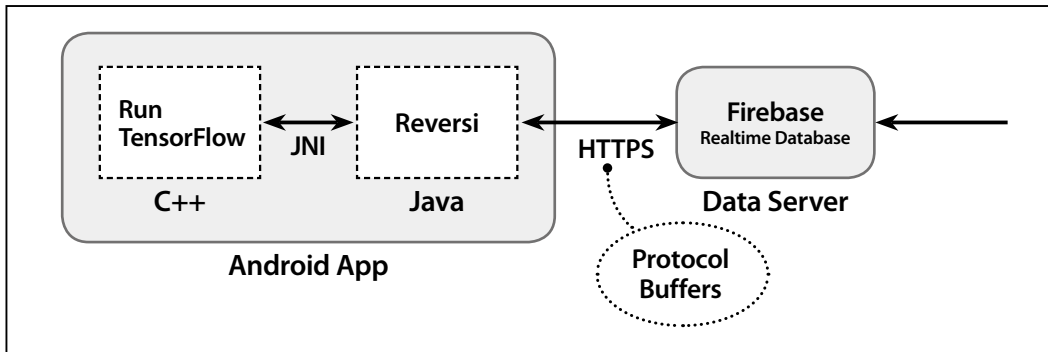 Run
TensorFlow
JNI
Reversi
C++
Java
Android App
HTTPS
Protocol
Buffers
Firebase
Realtime Database
Data Server